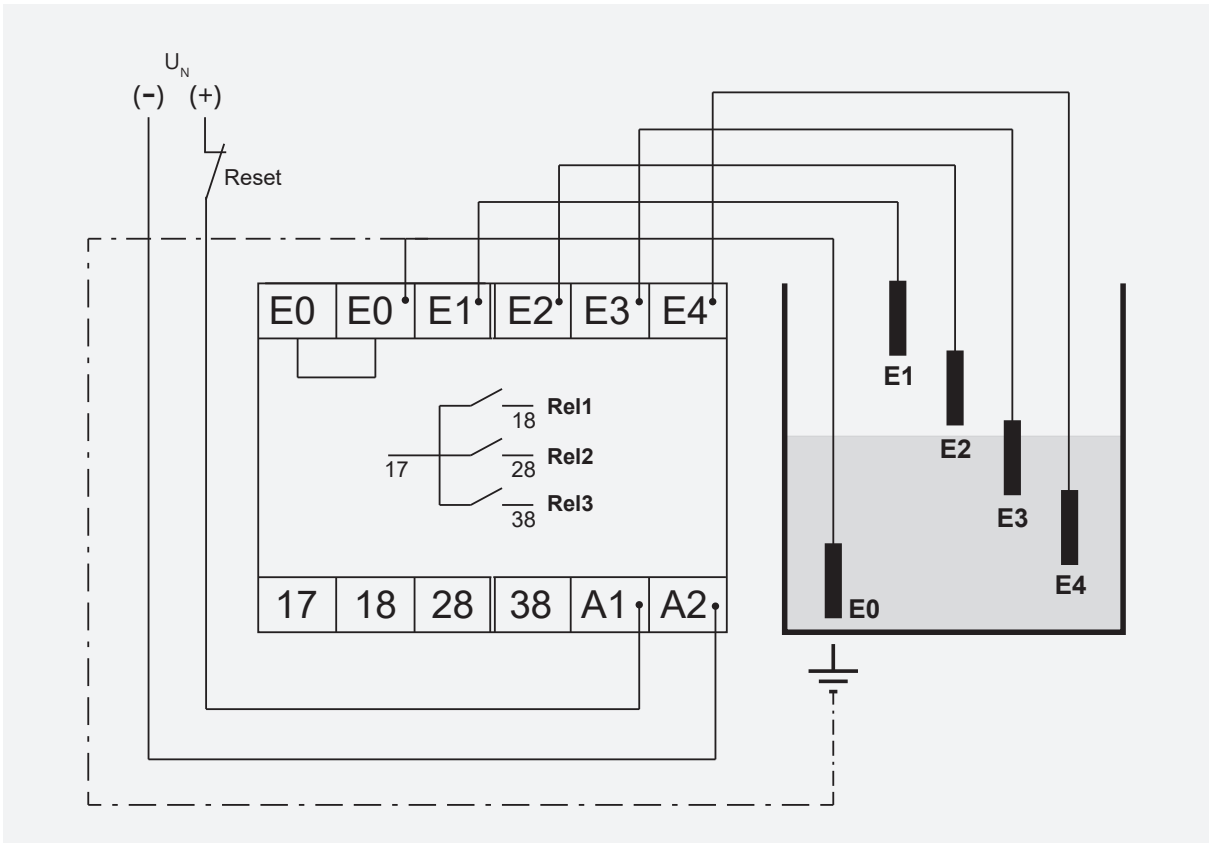 UN
(-) (+)
Reset
E0 E0 E1 E2 E3 E4
E1
18 Rel1
E2
17 28 Rel2
38 Rel3
E3
E4
17 18 28 38 A1 A2
E0